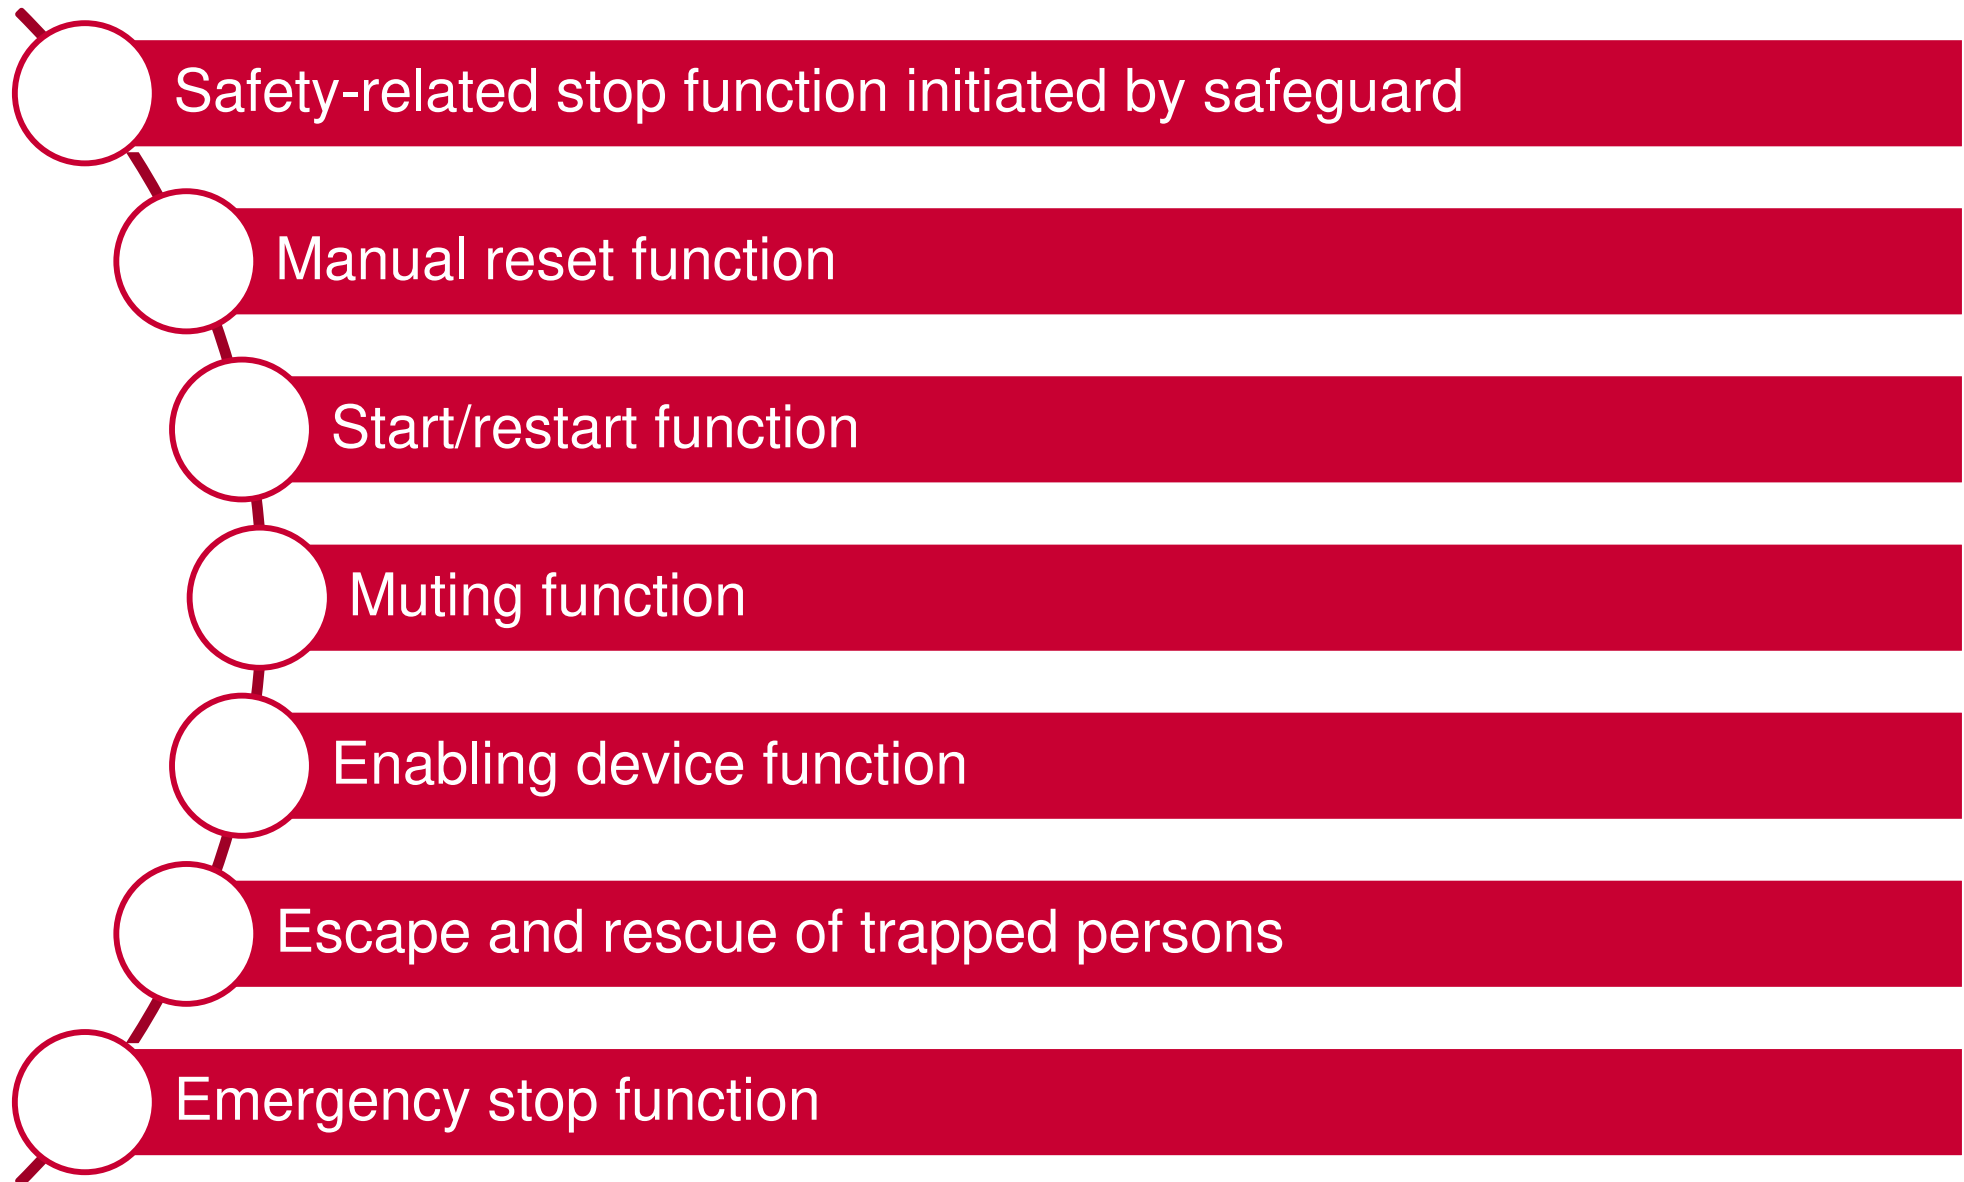 Safety-related stop function initiated by safeguard
Manual reset function
Start/restart function
Muting function
Enabling device function
Escape and rescue of trapped persons
Emergency stop function